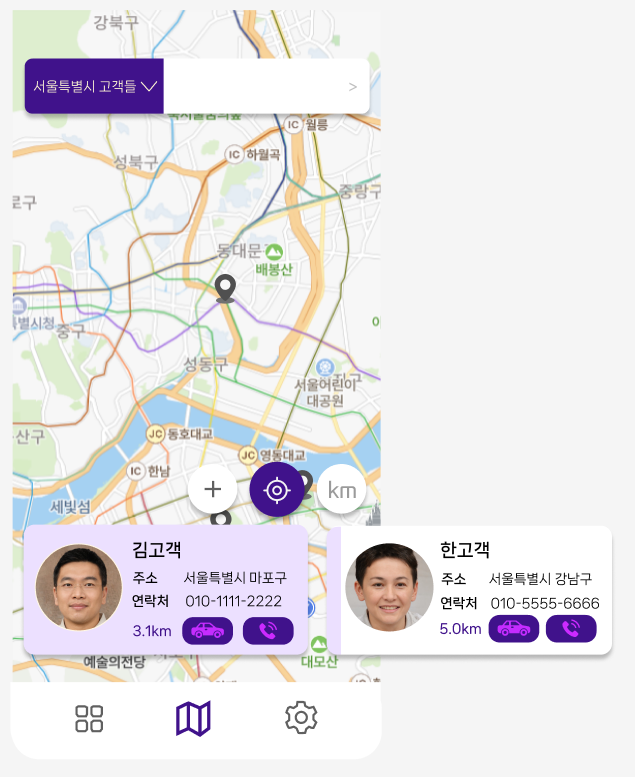 강북구
서울특별시 고객들
>
IC 월릉
IC 하월곡
성북구
중랑구
로구
동대문
배봉산
특별시청
중구
성동구
서울어린이
대공원
JC 동호대교
산구
JC 영동대교
IC 한남
+
km
세빛섬
김고객
주소 서울특별시 마포구
연락처 010-1111-2222
3.1km
한고객
주소 서울특별시 강남구
연락처 010-5555-6666
5.0km
예술의전당
대모산